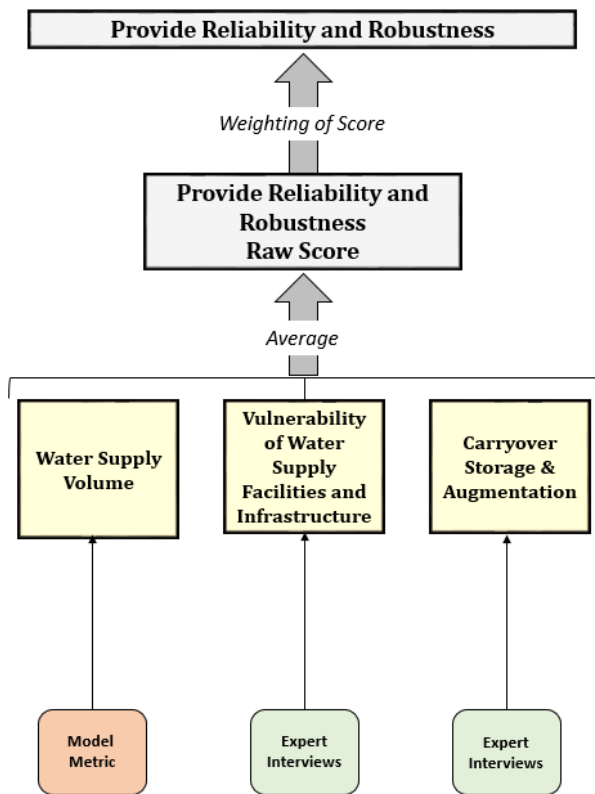 Provide Reliability and Robustness
Weighting of Score
Provide Reliability and
Robustness
Raw Score
Average
Water Supply
Volume
Vulnerability
of Water
Supply
Facilities and
Infrastructure
Carryover
Storage &
Augmentation
Model
Metric
Expert
Interviews
Expert
Interviews